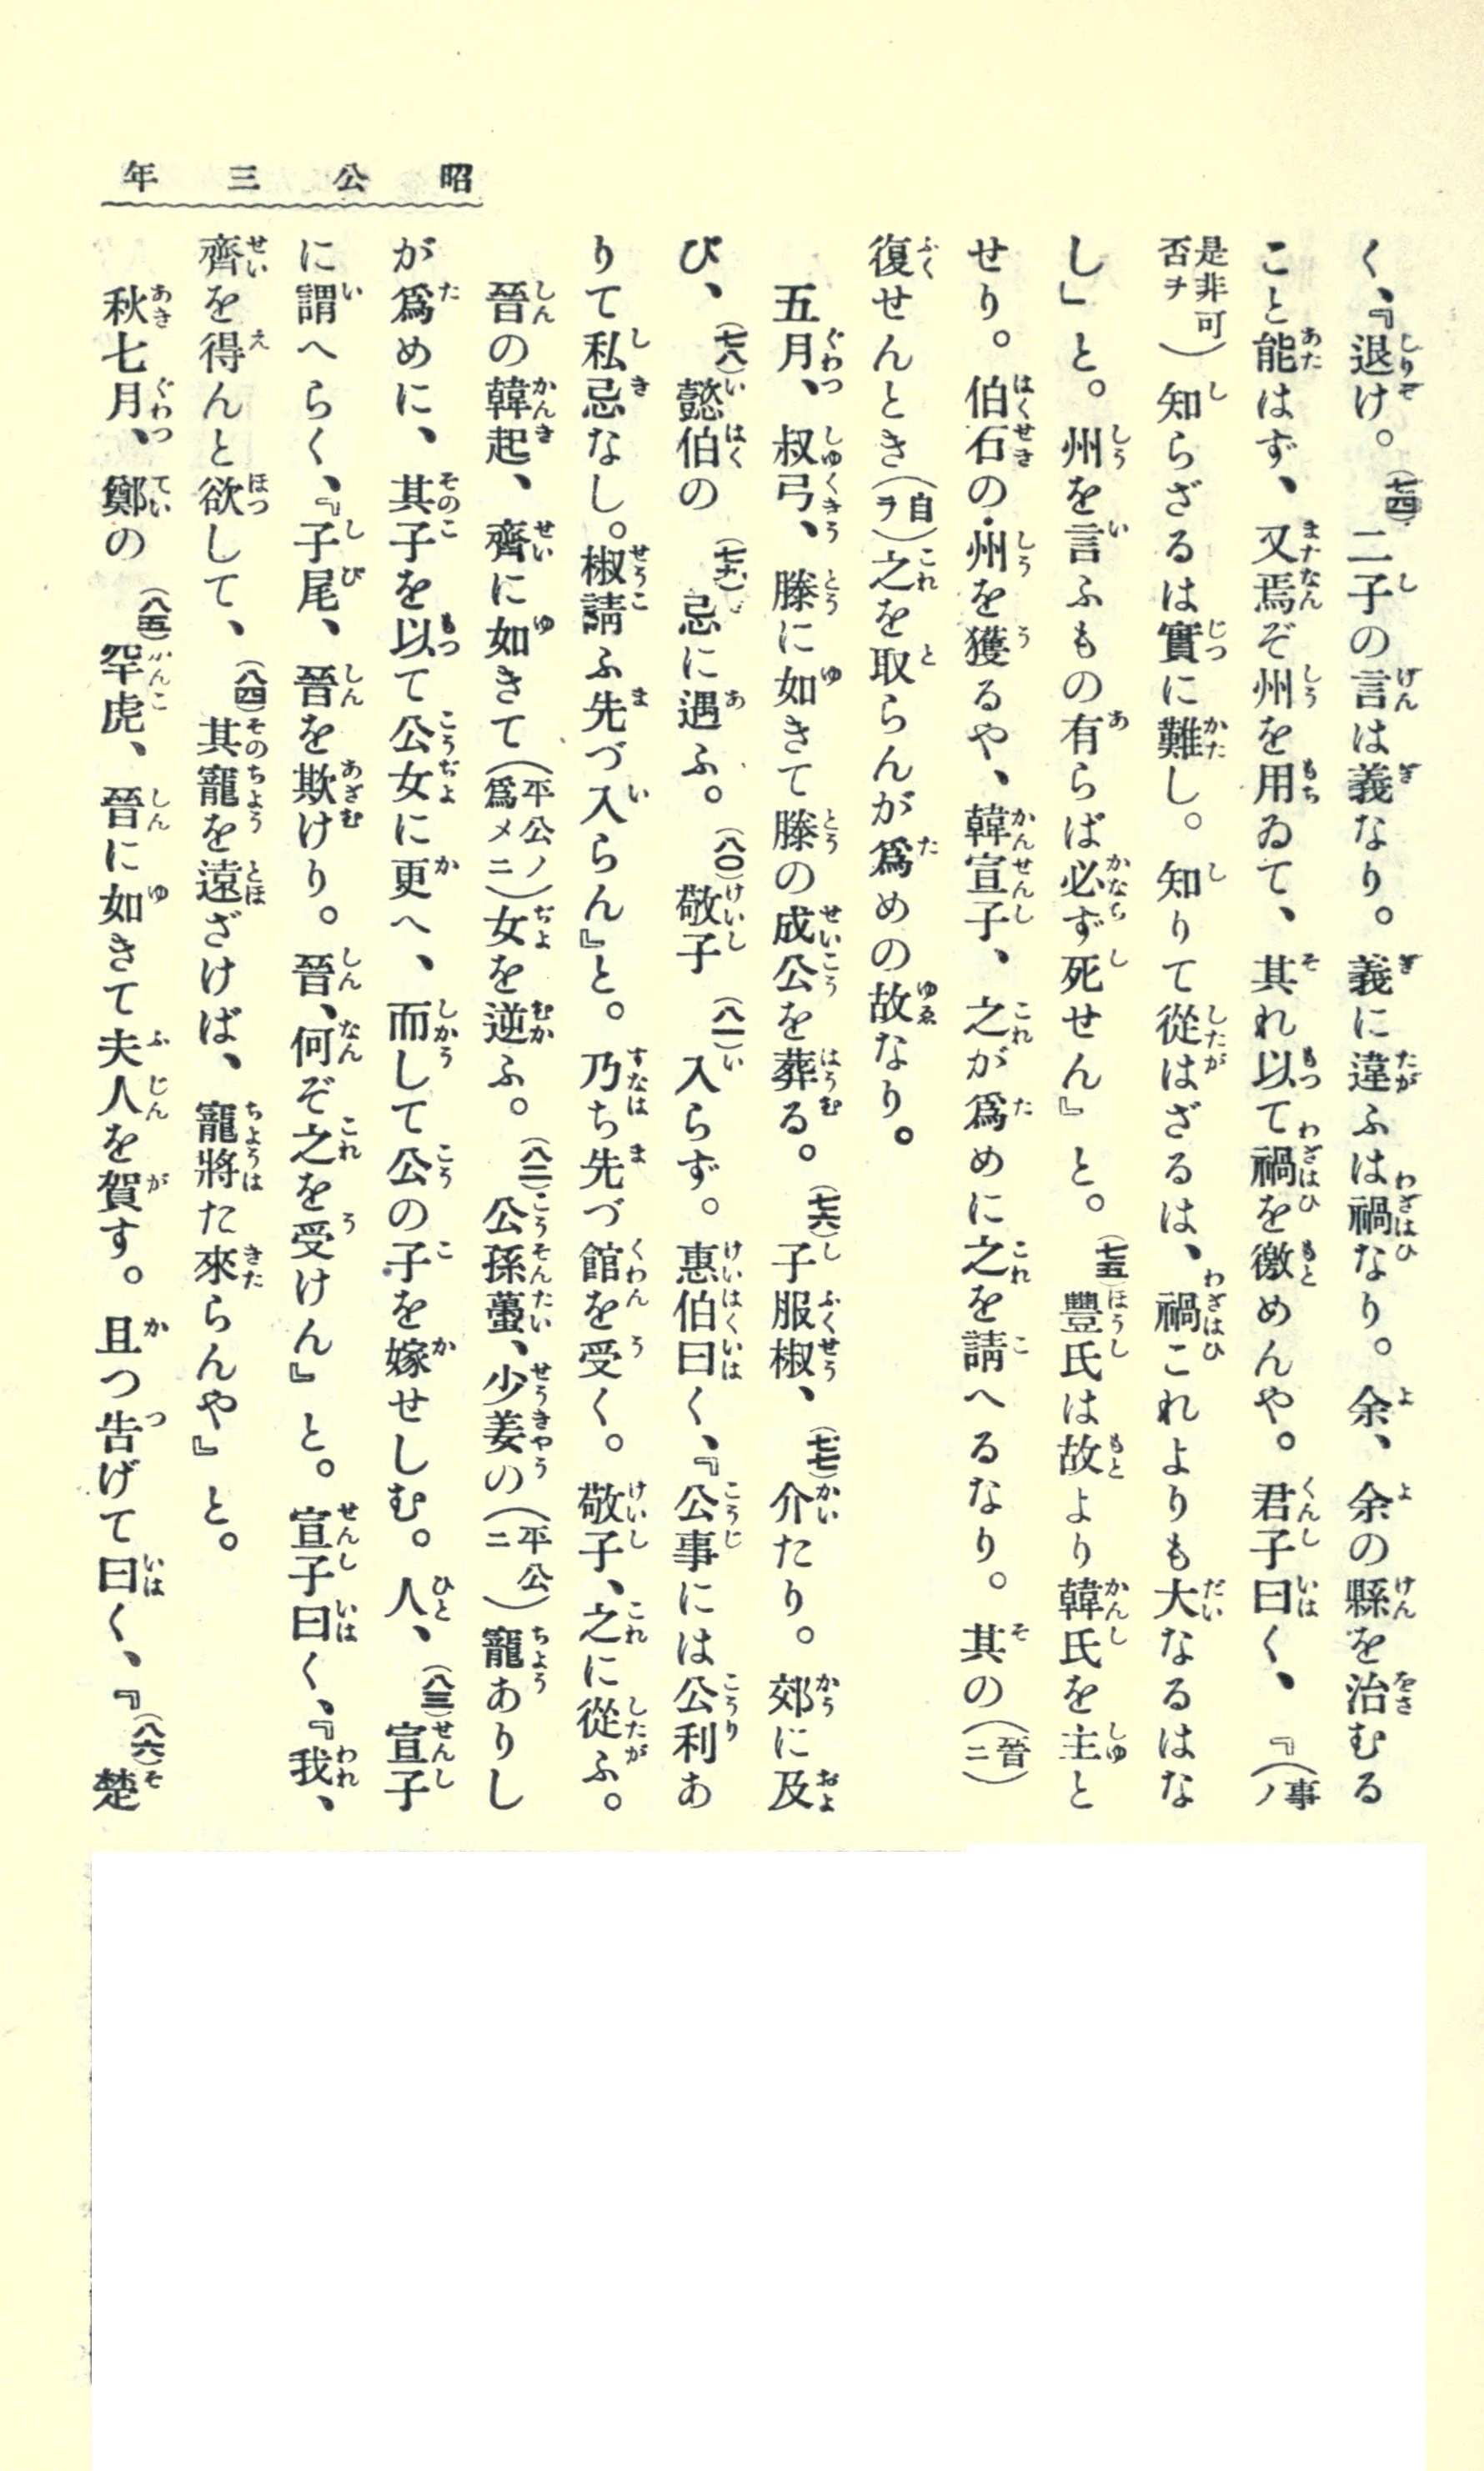 昭公三年
く、『退け。(七四)二子の言は義なり。義に違ふは禍なり。余、余の縣を治むる
こと能はず、又焉ぞ州を用ゐて、其れ以て禍を徼めんや。君子曰く、『(事ノ
是非可否ヲ)知らざるは實に難し。知りて從はざるは、禍これよりも大なるはな
し」と。州を言ふもの有らば必ず死せん』と。(七五)豐氏は故より韓氏を主と
せり。伯石の州を獲るや、韓宣子、之が爲めに之を請へるなり。其の(晉ニ)
復せんとき(自ヲ)之を取らんが爲めの故なり。
五月、叔弓、滕に如きて滕の成公を葬る。(七六)子服椒、(七七)介たり。郊に及
び、(七八)懿伯の(七九)忌に遇ふ。(八〇)敬子(八一)入らず。惠伯曰く、『公事には公利あ
りて私忌なし。椒請ふ先づ入らん』と。乃ち先づ館を受く。敬子、之に從ふ。
晉の韓起、齊に如きて(平公ノ爲メニ)女を逆ふ。(八二)公孫蠆、少姜の(平公ニ)寵ありし
が爲めに、其子を以て公女に更へ、而して公の子を嫁せしむ。人、(八三)宣子
に謂へらく、『子尾、晉を欺けり。晉、何ぞ之を受けん』と。宣子曰く、『我、
齊を得んと欲して、(八四)其寵を遠ざけば、寵將た來らんや』と。
秋七月、鄭の(八五)罕虎、晉に如きて夫人を賀す。且つ告げて曰く、『(八六)楚